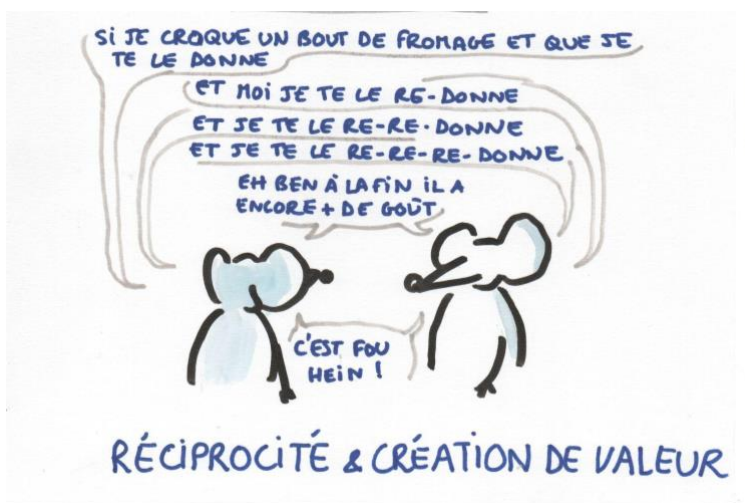 Si JE CROQUE UN BOUT DE FROMAGE ET QUE JE
TE LE DONNE
ET MOi JE TE LE RE-DONNE
ET JE TE LE RE-RE-DONNE
ET JE TE LE RE-RE-RE-DONNE
EH BEN À LA FiN iL A
ENCORE + DE GOÛT
C'EST FOU
HEiN !
RÉCiPROCiTÉ & CRÉATION DE VALEUR